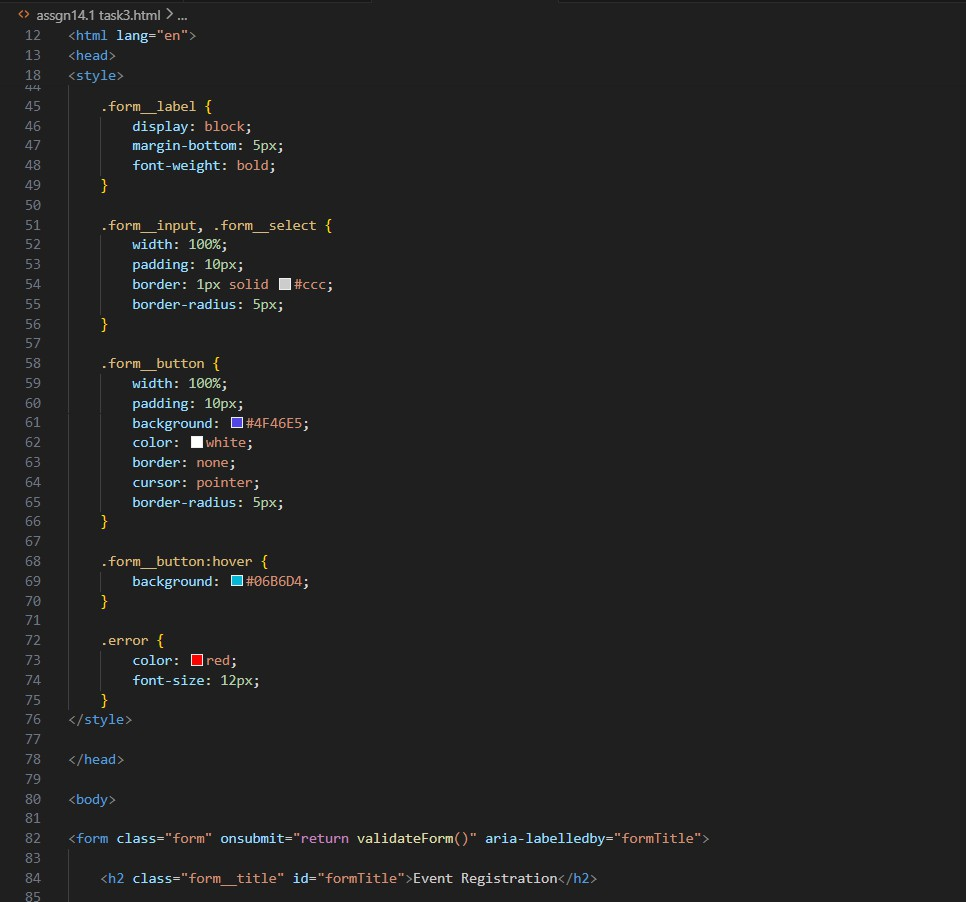 assgn14.1 task3.html > ...
12 <html lang="en">
13 <head>
18 <style>
44
45 .form__label {
46 display: block;
47 margin-bottom: 5px;
48 font-weight: bold;
49 }
50
51 .form__input, .form__select {
52 width: 100%;
53 padding: 10px;
54 border: 1px solid #ccc;
55 border-radius: 5px;
56 }
57
58 .form__button {
59 width: 100%;
60 padding: 10px;
61 background: #4F46E5;
62 color: white;
63 border: none;
64 cursor: pointer;
65 border-radius: 5px;
66 }
67
68 .form__button:hover {
69 background: #06B6D4;
70 }
71
72 .error {
73 color: red;
74 font-size: 12px;
75 }
76 </style>
77
78 </head>
79
80 <body>
81
82 <form class="form" onsubmit="return validateForm()" aria-labelledby="formTitle">
83
84 <h2 class="form__title" id="formTitle">Event Registration</h2>
85